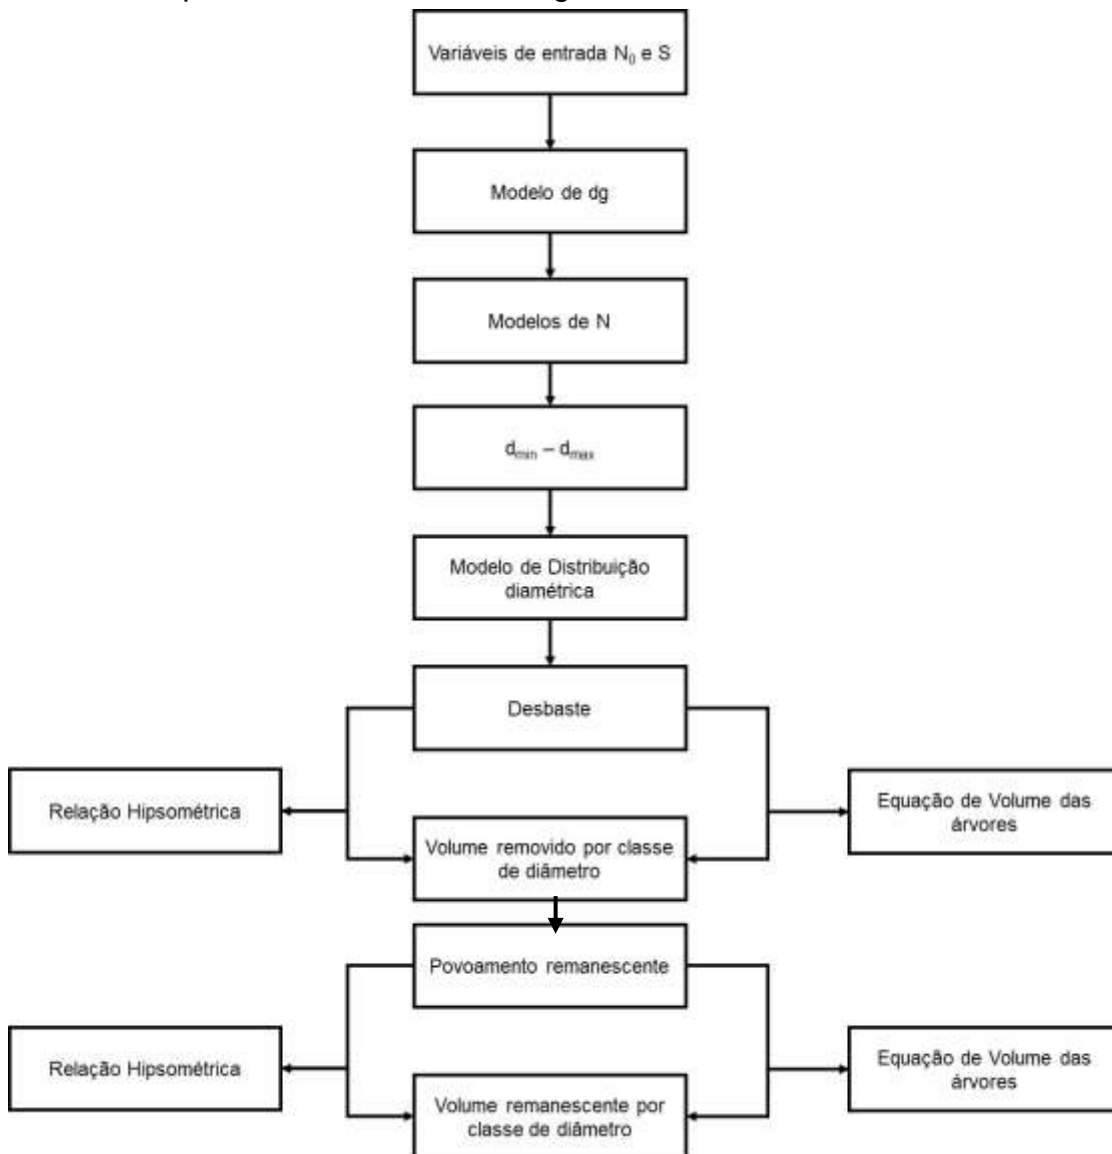 Variáveis de entrada N₀ e S
Modelo de dg
Modelos de N
dmin – dmax
Modelo de Distribuição
diamétrica
Desbaste
Relação Hipsométrica
Equação de Volume das
árvores
Volume removido por classe
de diâmetro
Povoamento remanescente
Relação Hipsométrica
Equação de Volume das
árvores
Volume remanescente por
classe de diâmetro